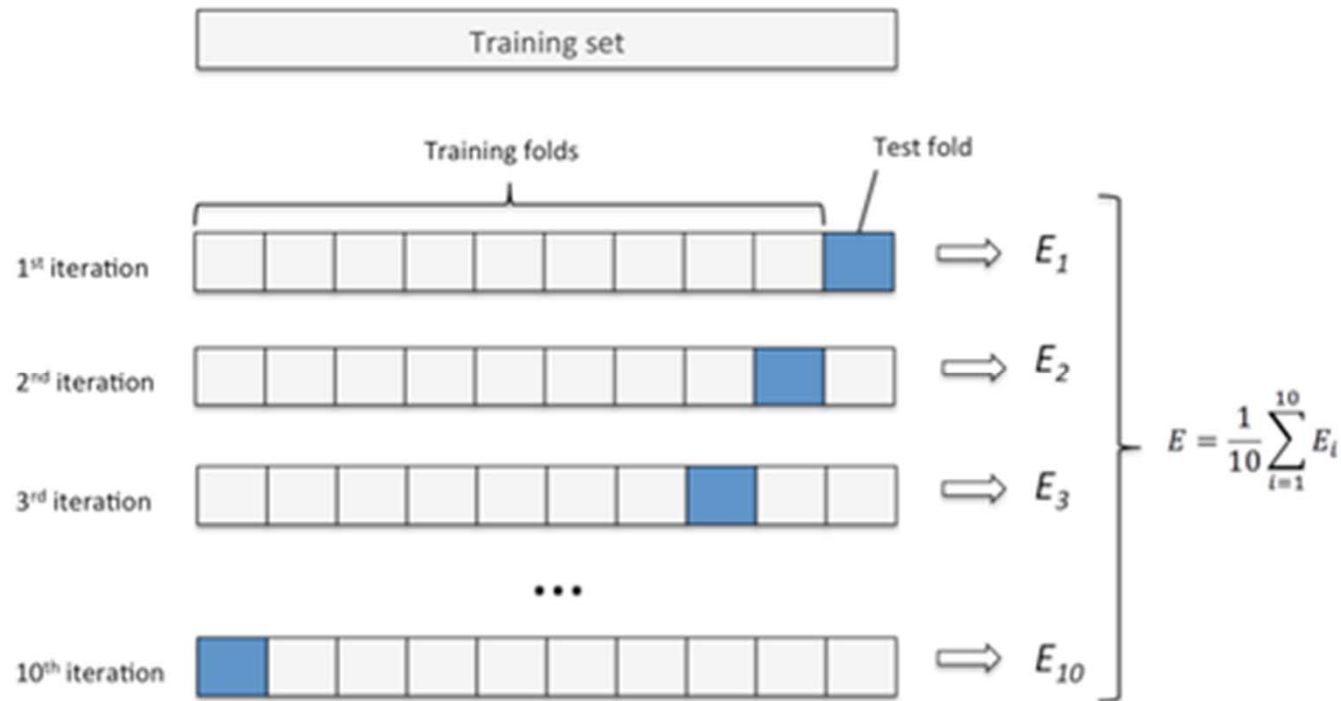 Training set
Training folds
Test fold
1st iteration
E1
2nd iteration
E2
3rd iteration
E3
E = 1/10 10∑i=1 Ei
...
10th iteration
E10